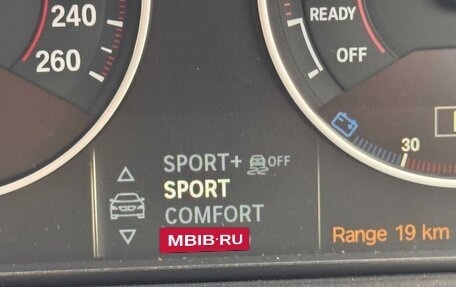 240
260
READY
OFF
30
SPORT+ OFF
SPORT
COMFORT
MBIB·RU
Range 19 km